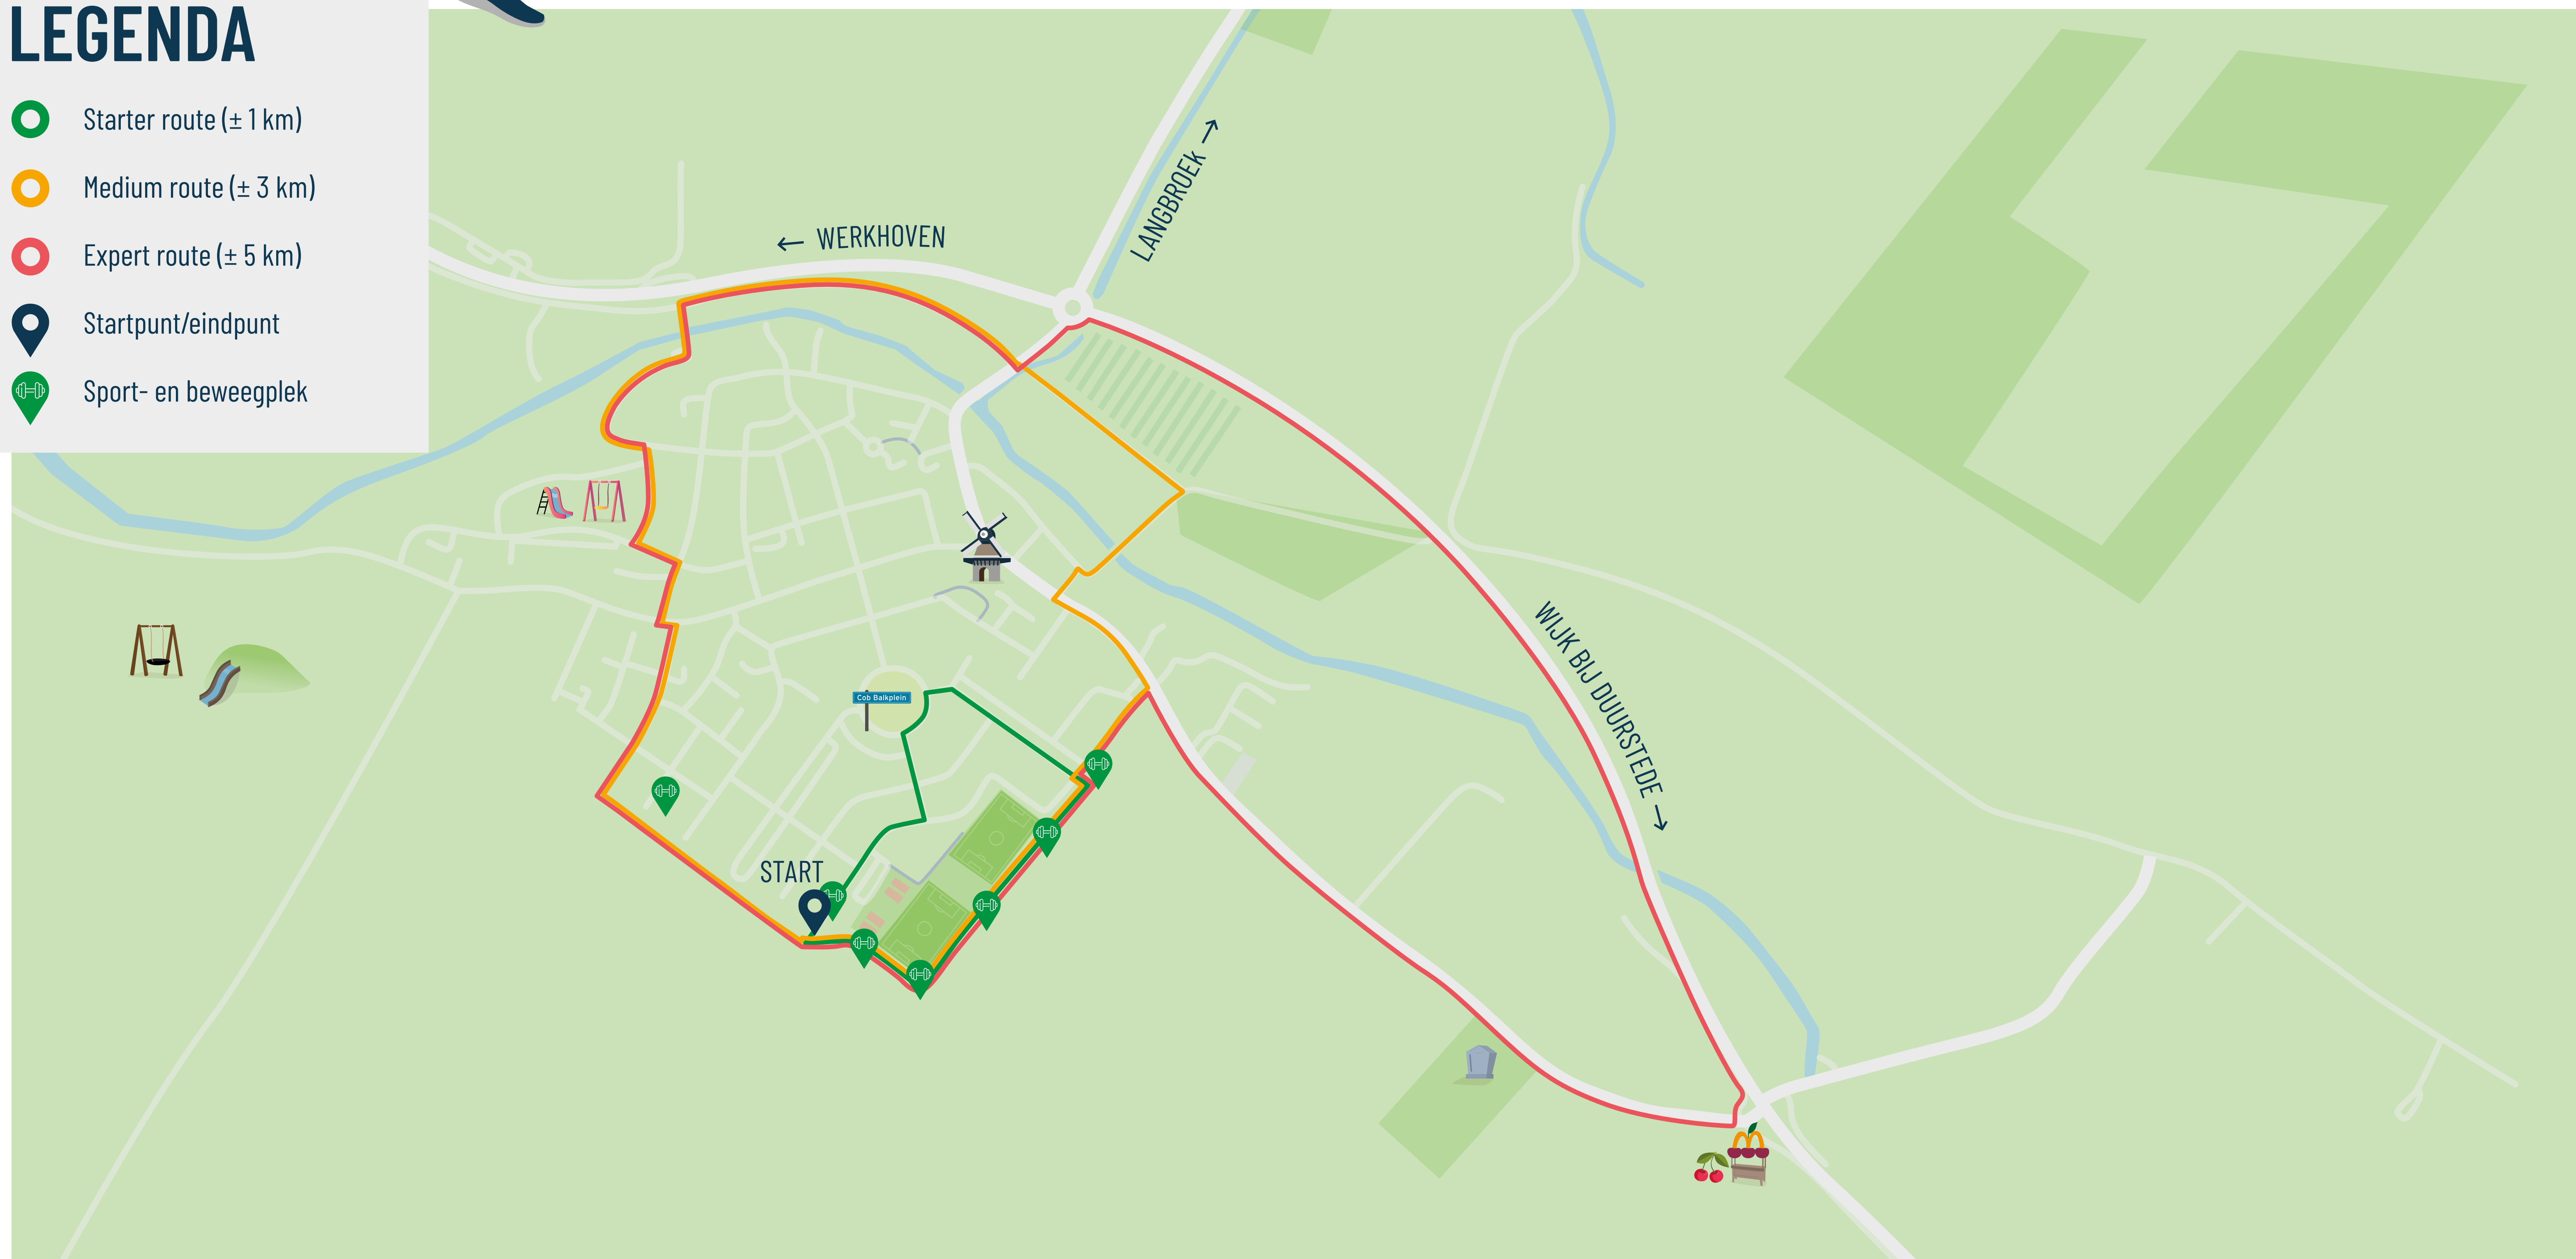 LEGENDA
Starter route (± 1 km)
Medium route (± 3 km)
Expert route (± 5 km)
Startpunt/eindpunt
Sport- en beweegplek
← WERKHOVEN
LANGBROEK →
WIJK BIJ DUURSTEDE →
Cob Balkplein
START